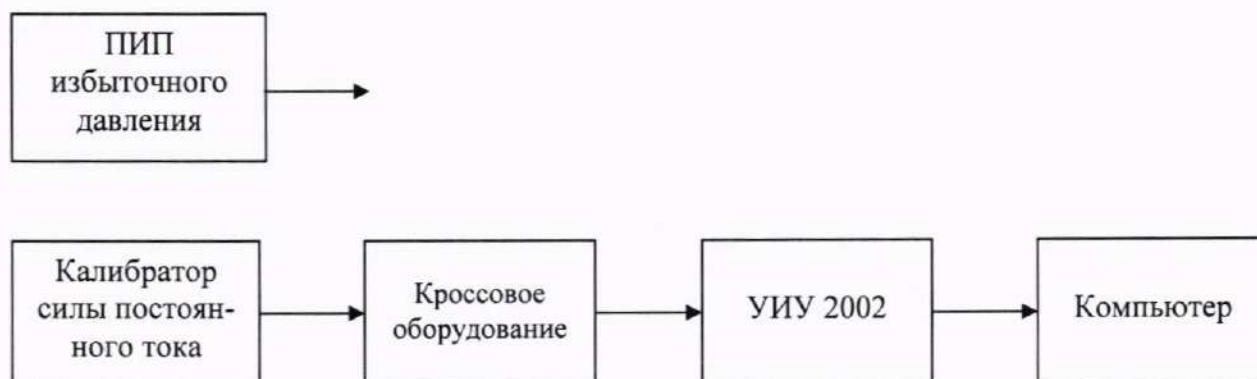 ПИП
избыточного
давления
Калибратор
силы постоян-
ного тока
Кроссовое
оборудование
УИУ 2002
Компьютер